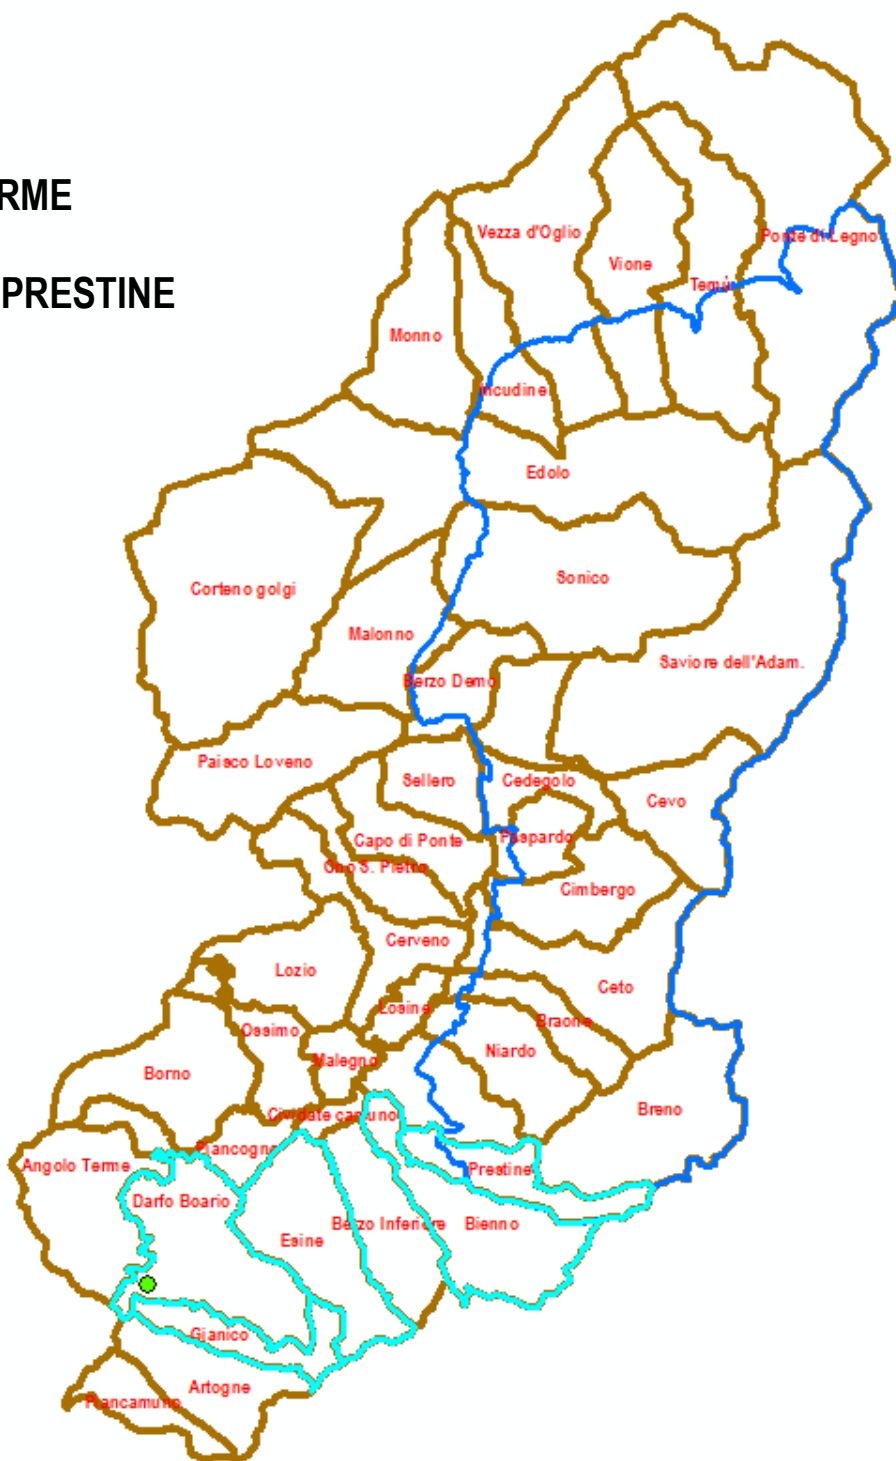 RME
PRESTINE
Vezza d'Oglio
Ponte di Legno
Vione
Temù
Monno
Incudine
Edolo
Sonico
Corteno golgi
Malonno
Saviore dell'Adam.
Berzo Demo
Paisco Loveno
Sellero
Cedegolo
Cevo
Capo di Ponte
Paspardo
Ono S. Pietro
Cimbergo
Cerveno
Lozio
Ceto
Losine
Braone
Ossimo
Niardo
Malegno
Borno
Breno
Cividate camuno
Piancogno
Angolo Terme
Prestine
Darfo Boario
Berzo Inferiore
Bienno
Esine
Gianico
Artogne
Piancamuno